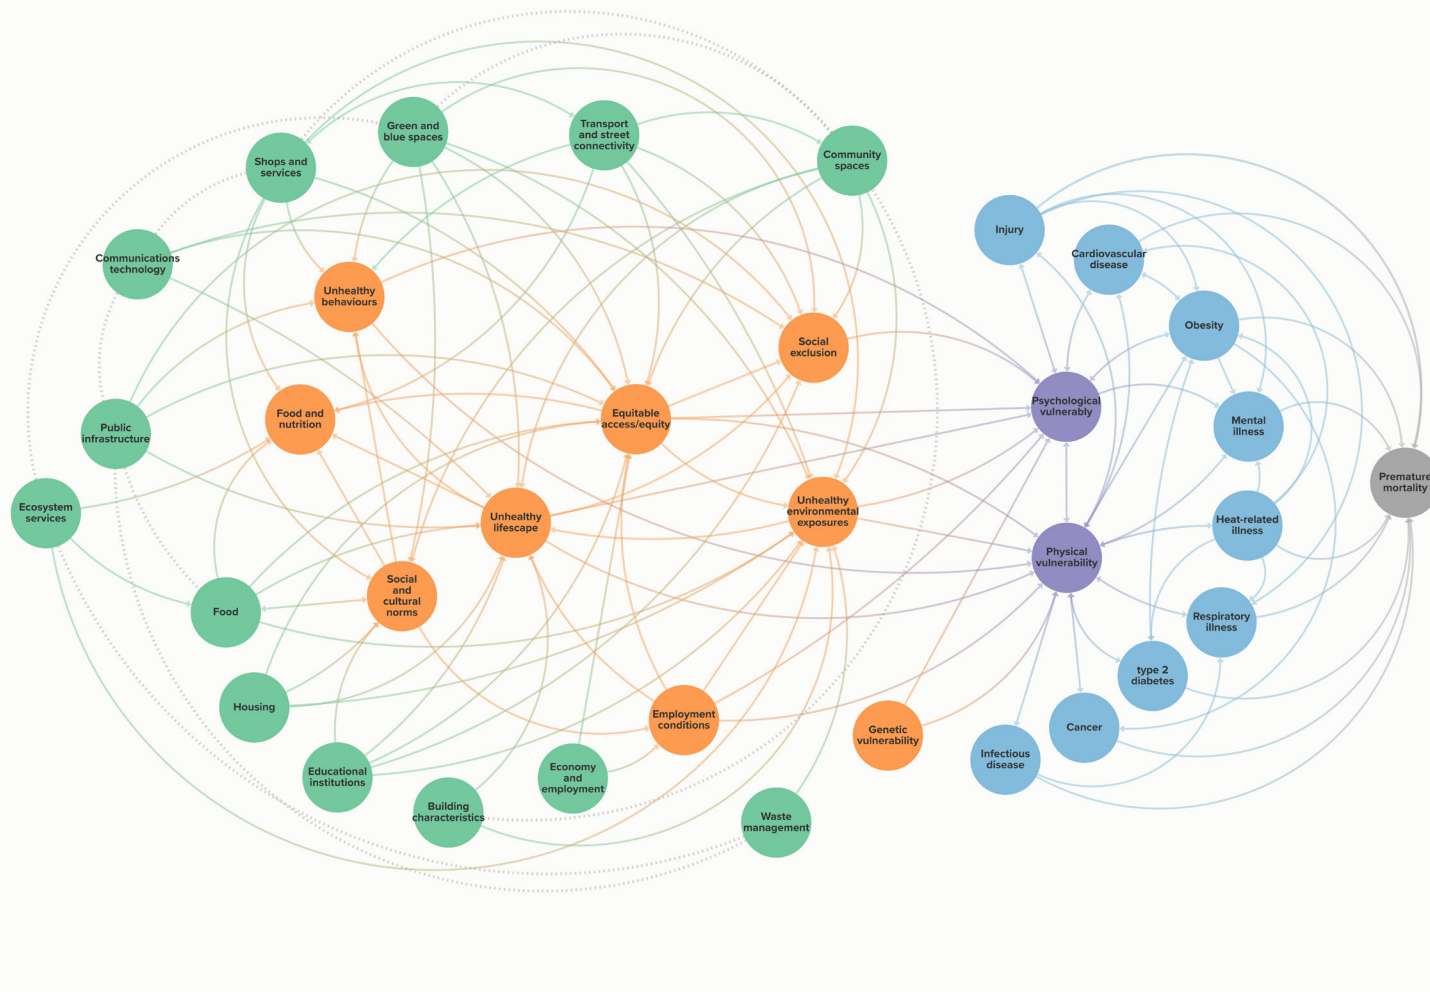 Green and
blue spaces
Transport
and street
connectivity
Shops and
services
Community
spaces
Injury
Communications
technology
Cardiovascular
disease
Unhealthy
behaviours
Obesity
Social
exclusion
Food and
nutrition
Equitable
access/equity
Psychological
vulnerably
Mental
illness
Public
infrastructure
Premature
mortality
Ecosystem
services
Unhealthy
lifescape
Unhealthy
environmental
exposures
Heat-related
illness
Physical
vulnerability
Social
and
cultural
norms
Food
Respiratory
illness
type 2
diabetes
Housing
Employment
conditions
Genetic
vulnerability
Cancer
Infectious
disease
Educational
institutions
Economy
and
employment
Building
characteristics
Waste
management